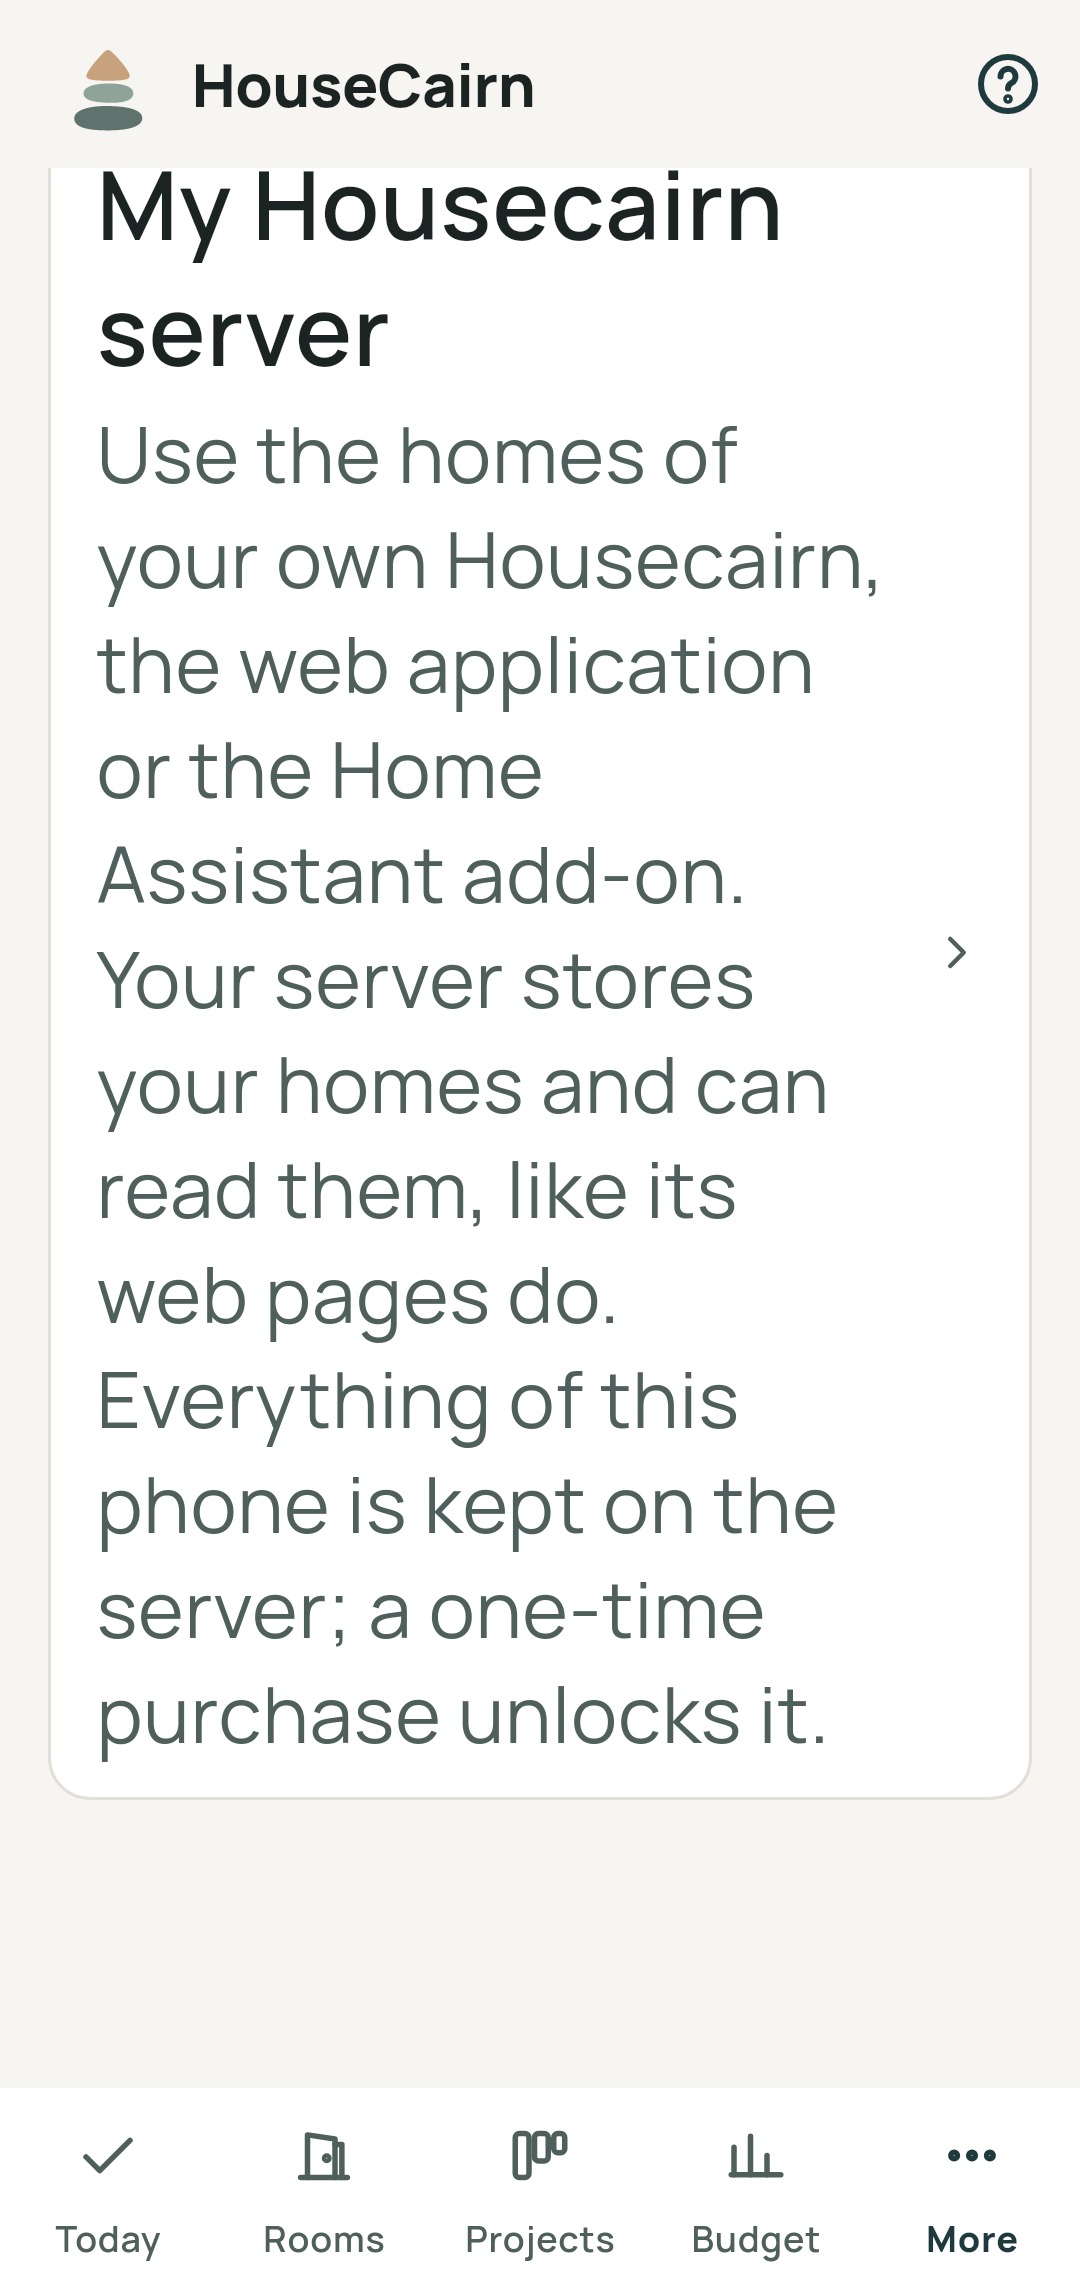 HouseCairn
My Housecairn
server
Use the homes of
your own Housecairn,
the web application
or the Home
Assistant add-on.
Your server stores
your homes and can
read them, like its
web pages do.
Everything of this
phone is kept on the
server; a one-time
purchase unlocks it.
Today
Rooms
Projects
Budget
More